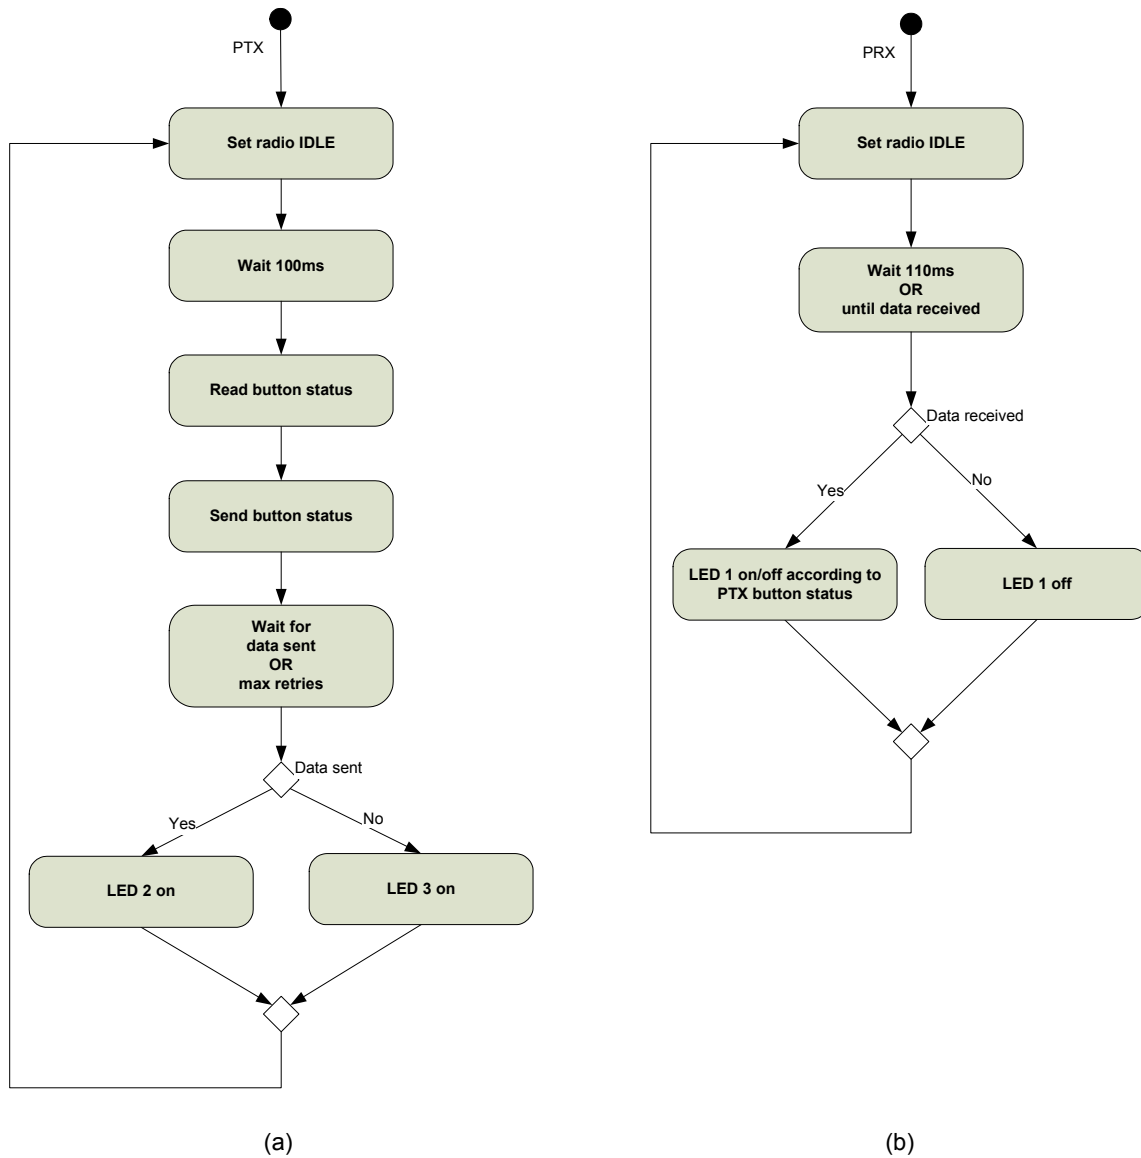 PTX
Set radio IDLE
Wait 100ms
Read button status
Send button status
Wait for
data sent
OR
max retries
Data sent
Yes
No
LED 2 on
LED 3 on
(a)
PRX
Set radio IDLE
Wait 110ms
OR
until data received
Data received
Yes
No
LED 1 on/off according to
PTX button status
LED 1 off
(b)